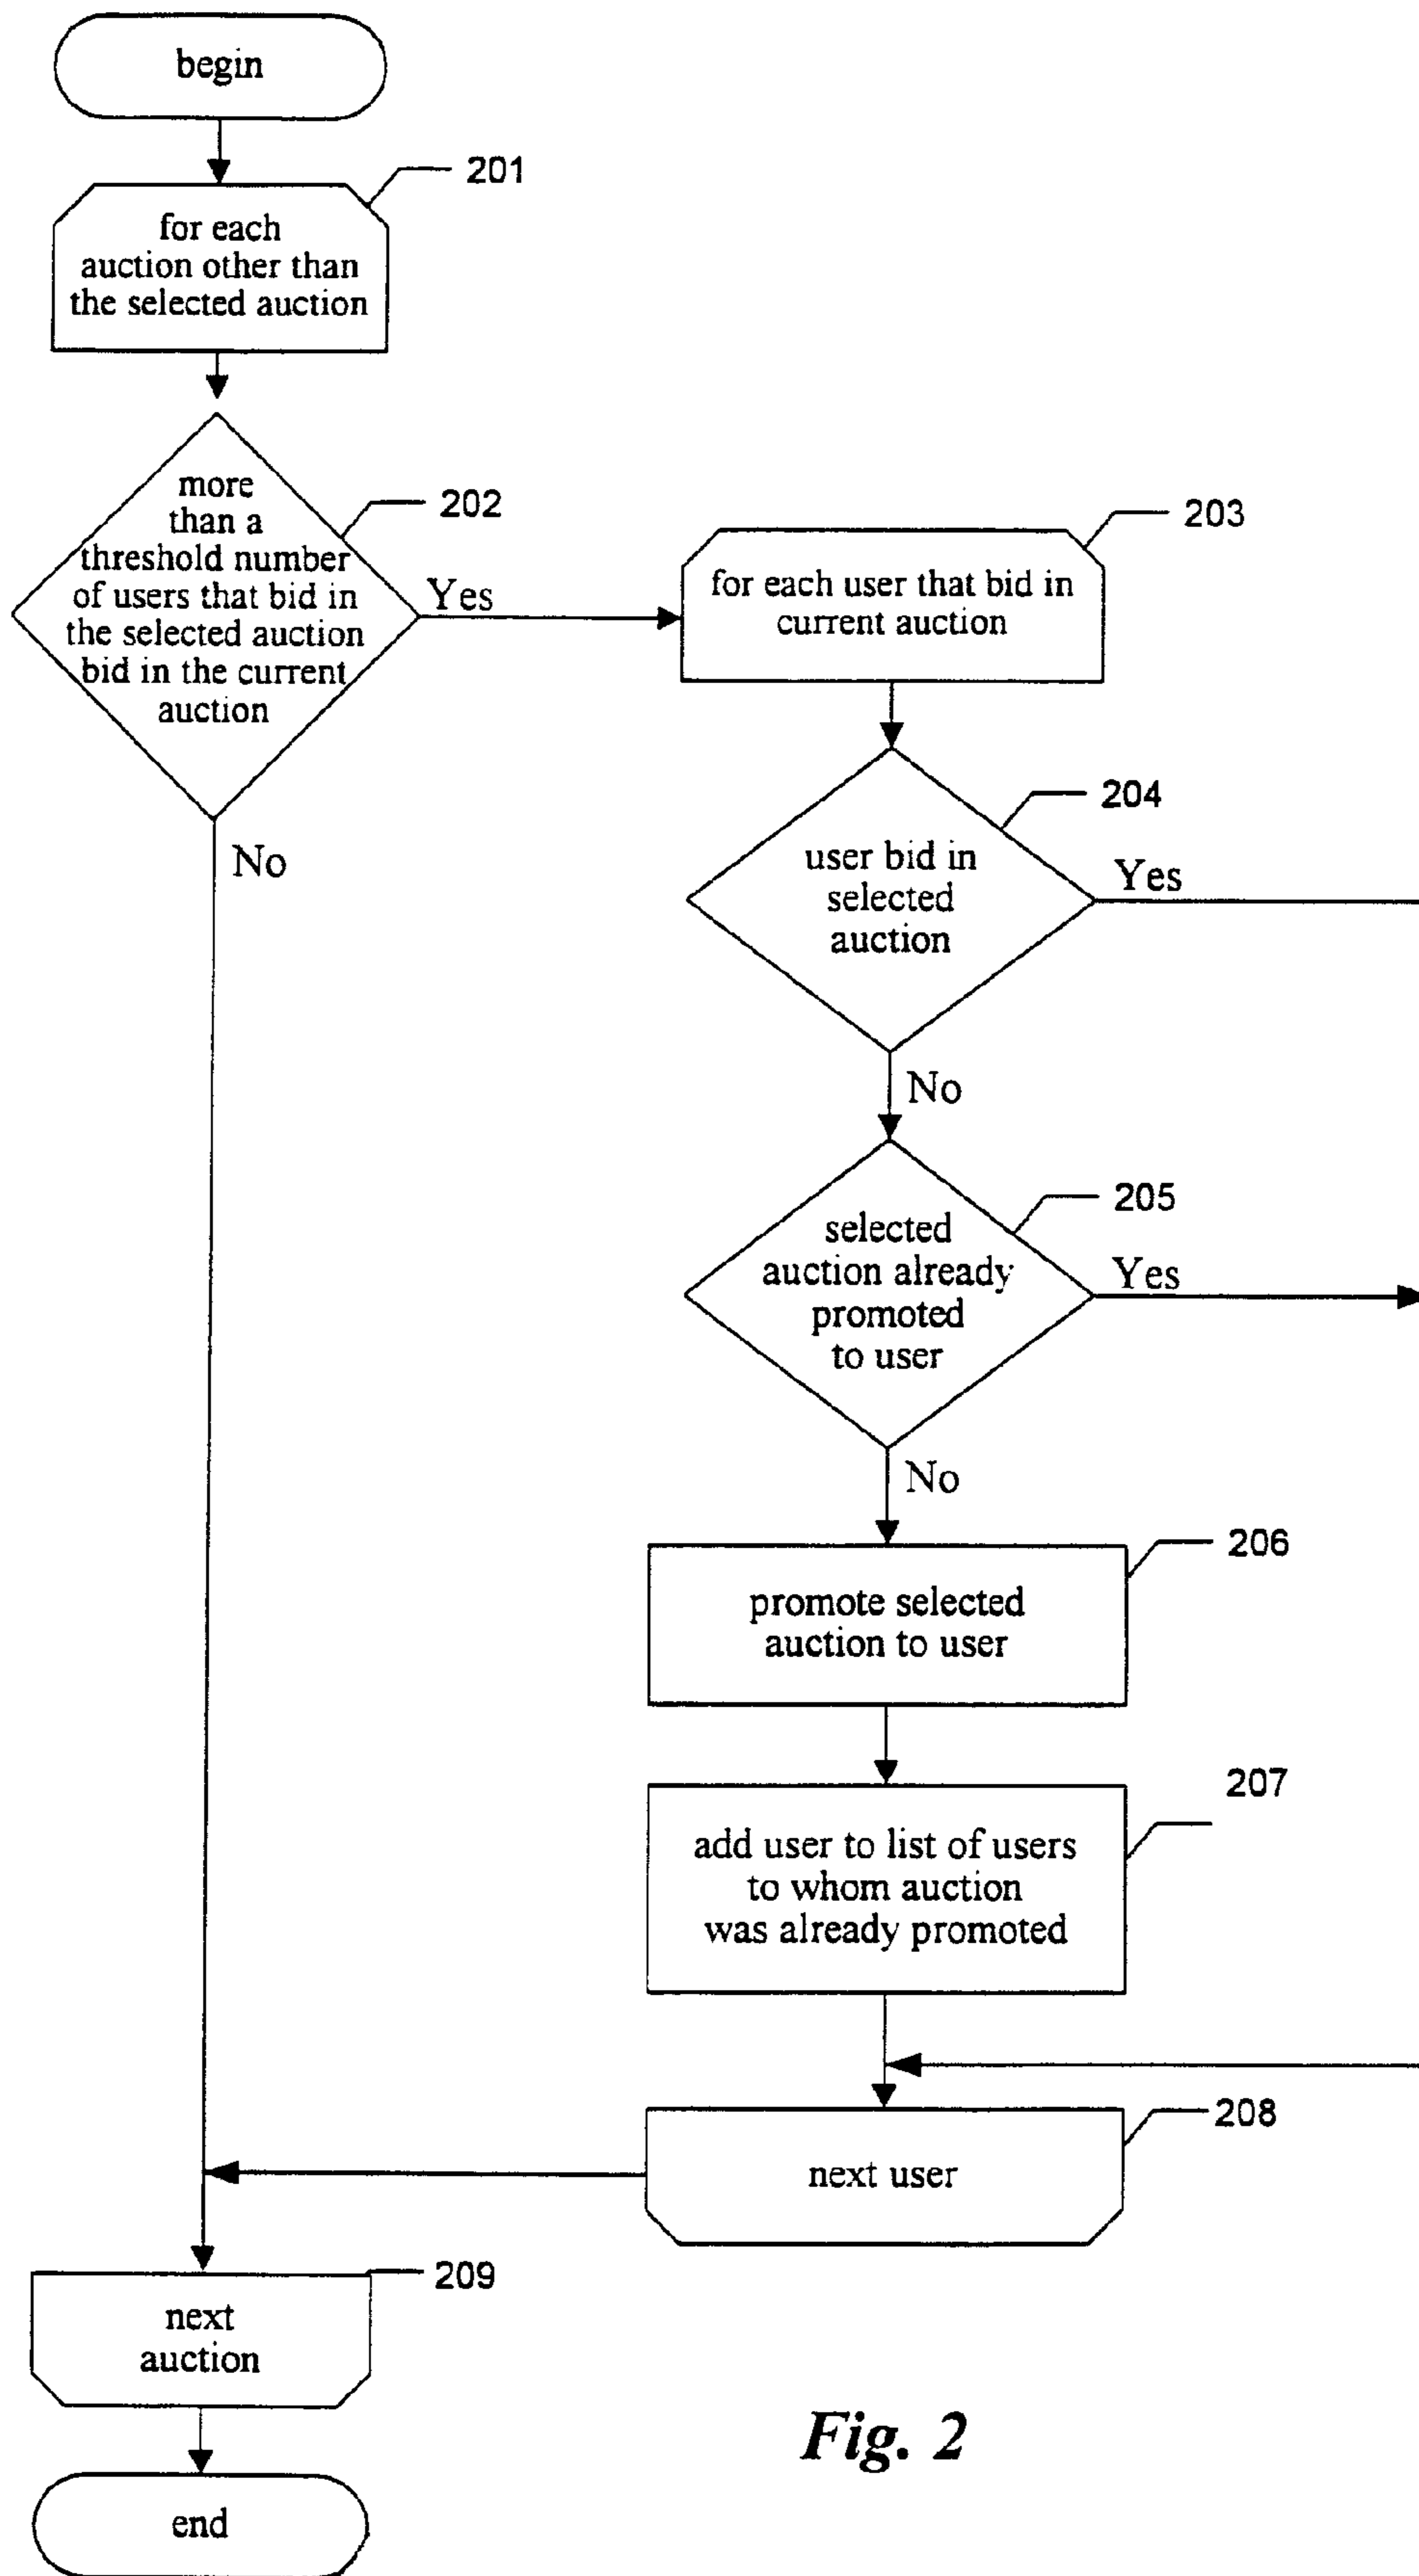 begin
201
for each
auction other than
the selected auction
more
than a
threshold number
of users that bid in
the selected auction
bid in the current
auction
202
Yes
No
203
for each user that bid in
current auction
204
user bid in
selected
auction
Yes
No
205
selected
auction already
promoted
to user
Yes
No
206
promote selected
auction to user
207
add user to list of users
to whom auction
was already promoted
208
next user
209
next
auction
end
Fig. 2